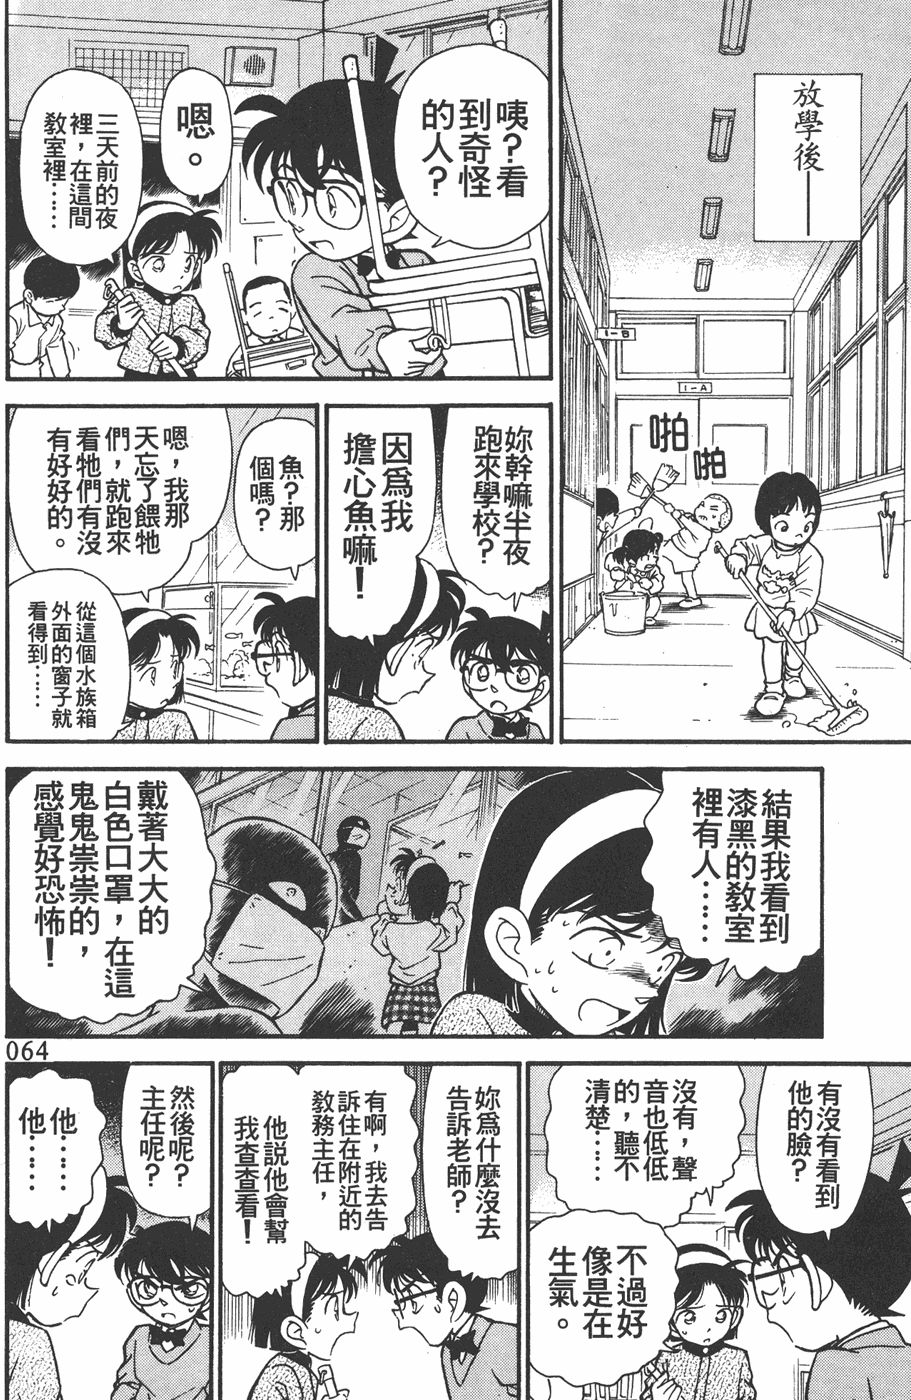 放學後——
1-B
1-A
啪
啪
咦?看
到奇怪
的人?
嗯。
三天前的夜
裡,在這間
教室裡……
妳幹嘛半夜
跑來學校?
因為我
擔心魚嘛!
魚?那
個嗎?
嗯,我那
天忘了餵牠
們,就跑來
看牠們有沒
有好好的。
從這個水族箱
外面的窗子就
看得到……
結果我看到
漆黑的教室
裡有人……
戴著大大的
白色口罩,在這
鬼鬼祟祟的,
感覺好恐怖!
064
有沒有看到
他的臉?
沒有,聲
音也低低
的,聽不
清楚……
不過好
像是在
生氣。
妳為什麼沒去
告訴老師?
有啊,我去告
訴住在附近的
教務主任,
他說他會幫
我查查看!
然後呢?
主任呢?
他……
他……